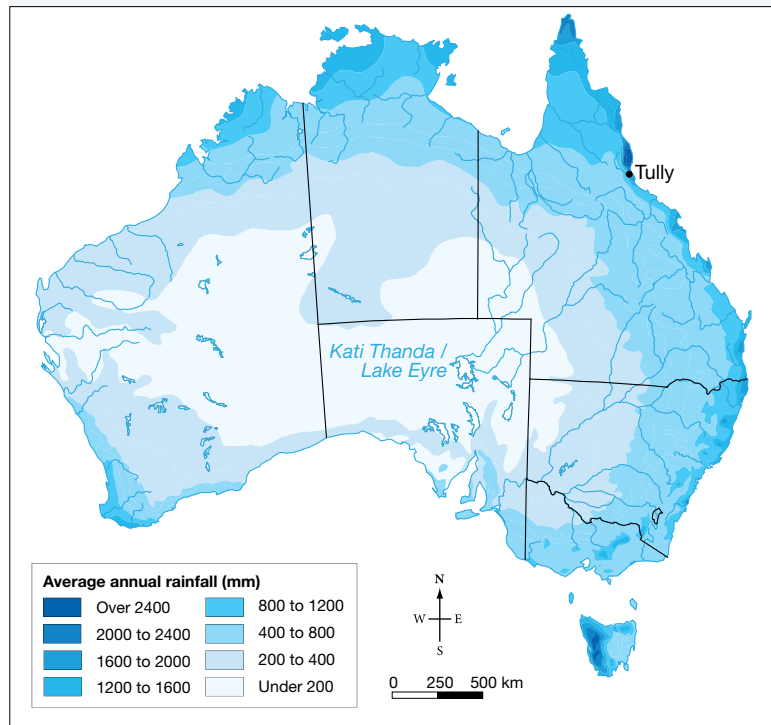 Tully
Kati Thanda /
Lake Eyre
Average annual rainfall (mm)
Over 2400
2000 to 2400
1600 to 2000
1200 to 1600
800 to 1200
400 to 800
200 to 400
Under 200
N
W E
S
0 250 500 km